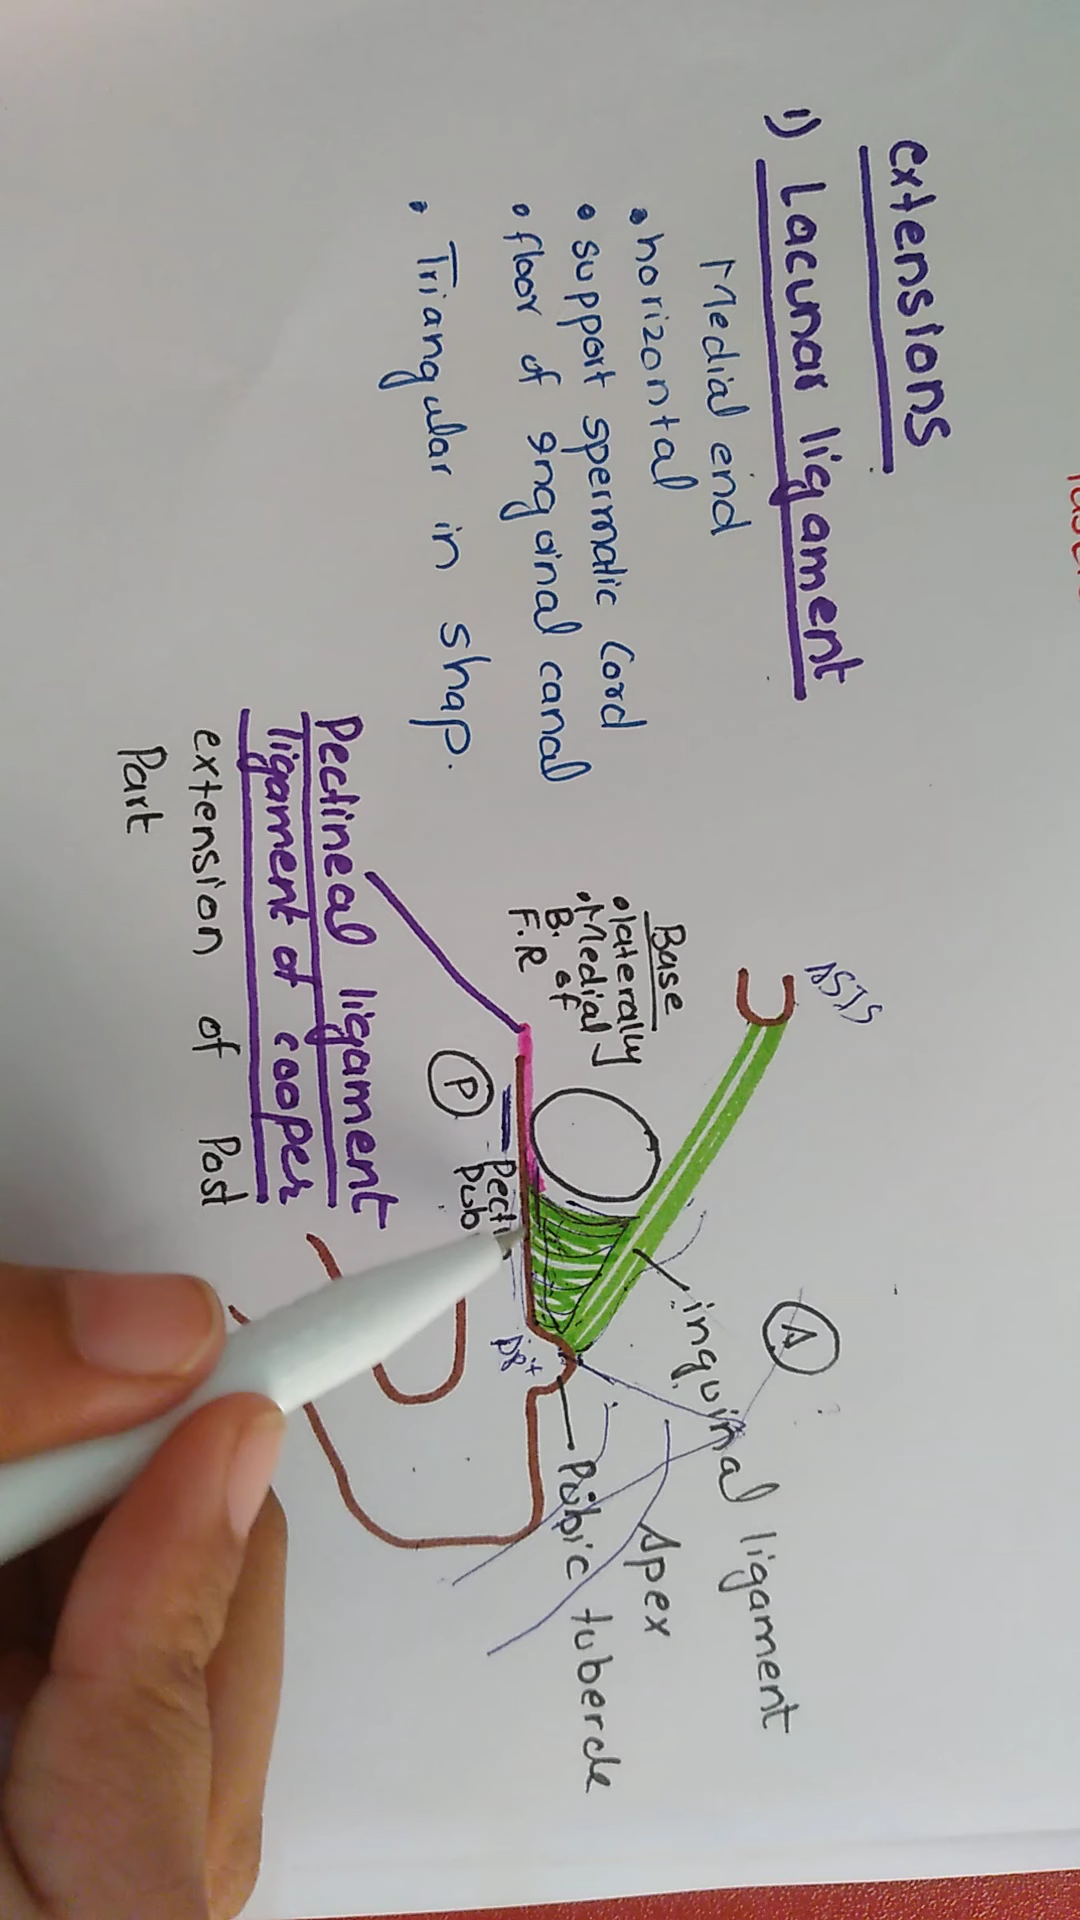 extensions
1) Lacunar ligament
Medial end
• horizontal
• support spermatic Cord
• floor of inguinal canal
• Triangular in shap.
ASIS
Base
• laterally
• Medial
B. of
F.R
A
inguinal ligament
Apex
Pubic tubercle
P
Pect
Pub
Pectineal ligament
ligament of cooper
extension of Post
Part